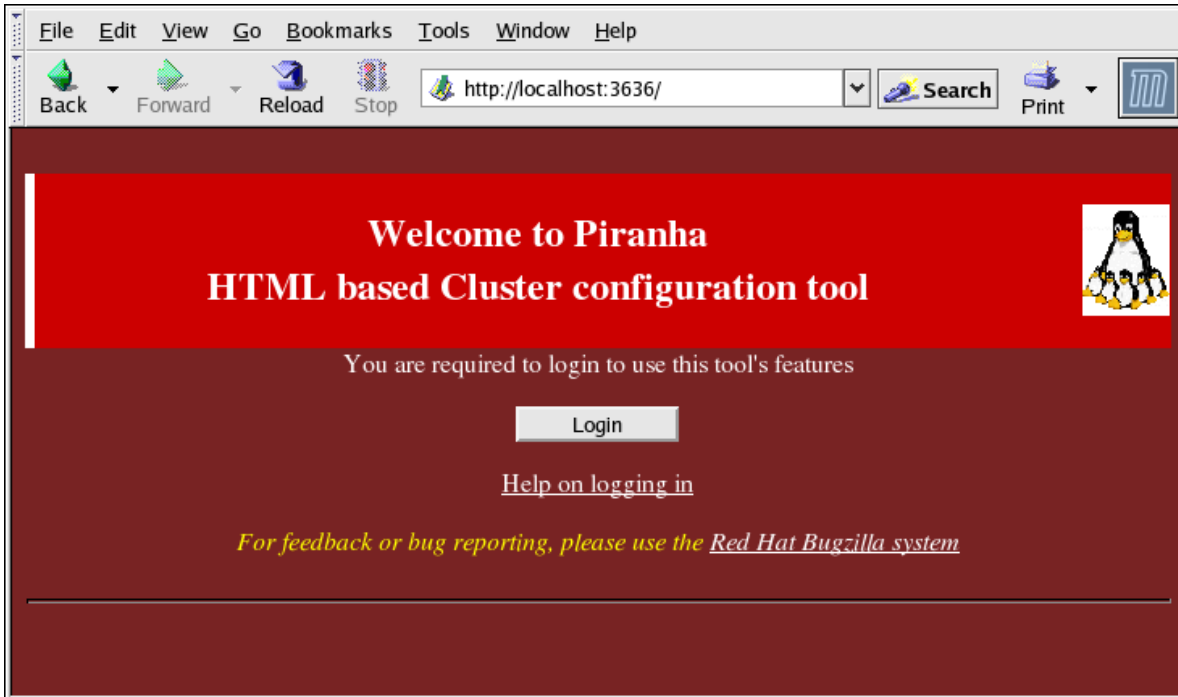 File Edit View Go Bookmarks Tools Window Help
Back Forward Reload Stop http://localhost:3636/ Search Print
Welcome to Piranha
HTML based Cluster configuration tool
You are required to login to use this tool's features
Login
Help on logging in
For feedback or bug reporting, please use the Red Hat Bugzilla system